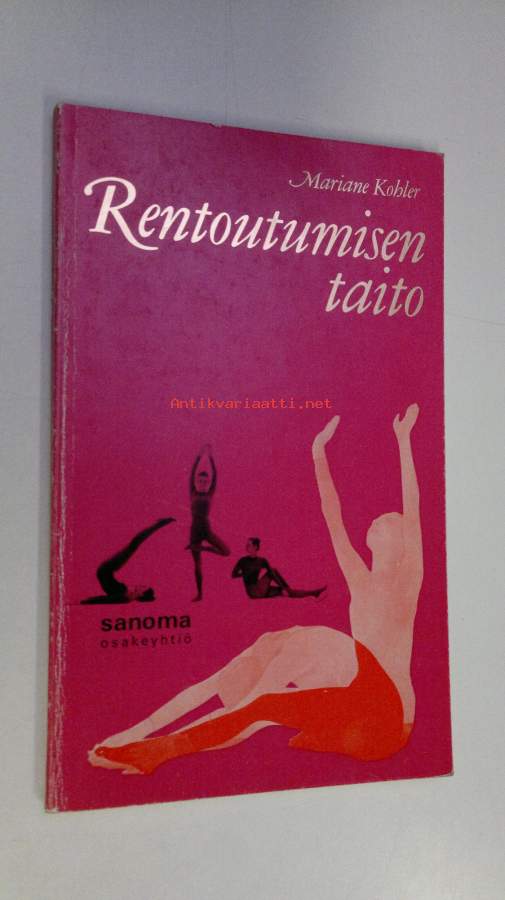 Mariane Kohler
Rentoutumisen
taito
Antikvariaatti.net
sanoma
osakeyhtiö